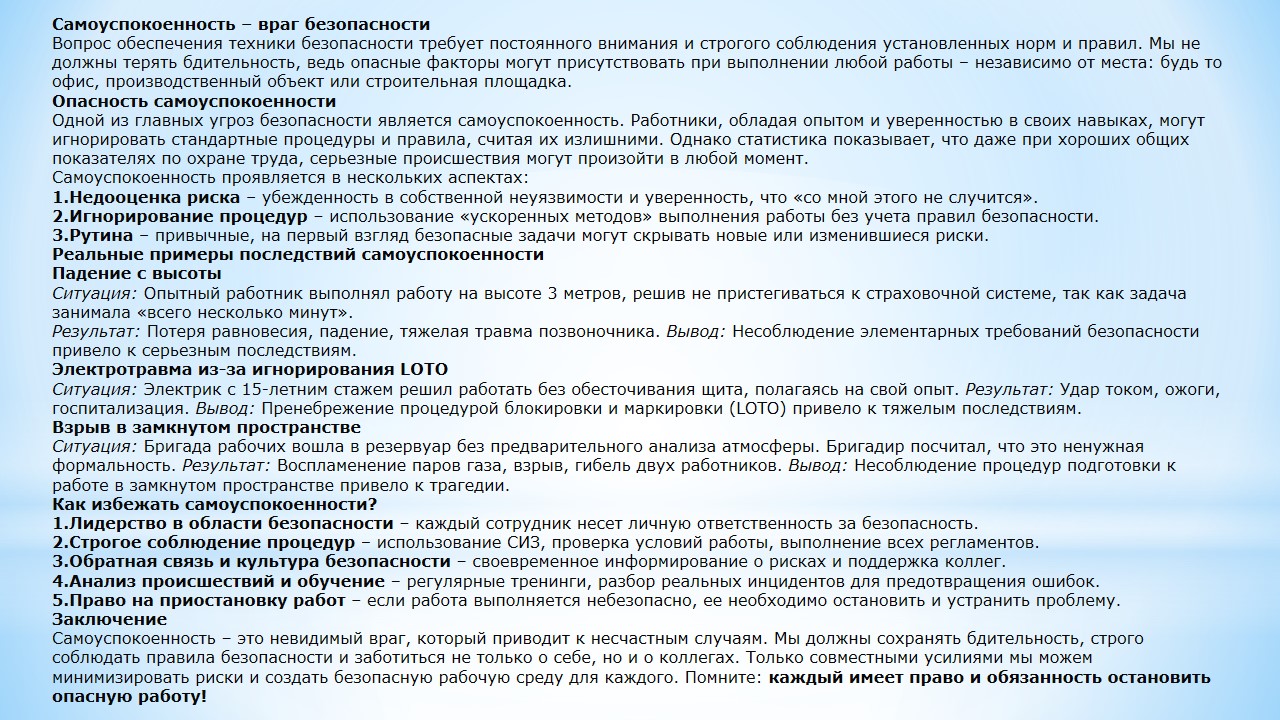 Самоуспокоенность – враг безопасности
Вопрос обеспечения техники безопасности требует постоянного внимания и строгого соблюдения установленных норм и правил. Мы не
должны терять бдительность, ведь опасные факторы могут присутствовать при выполнении любой работы – независимо от места: будь то
офис, производственный объект или строительная площадка.
Опасность самоуспокоенности
Одной из главных угроз безопасности является самоуспокоенность. Работники, обладая опытом и уверенностью в своих навыках, могут
игнорировать стандартные процедуры и правила, считая их излишними. Однако статистика показывает, что даже при хороших общих
показателях по охране труда, серьезные происшествия могут произойти в любой момент.
Самоуспокоенность проявляется в нескольких аспектах:
1.Недооценка риска – убежденность в собственной неуязвимости и уверенность, что «со мной этого не случится».
2.Игнорирование процедур – использование «ускоренных методов» выполнения работы без учета правил безопасности.
3.Рутина – привычные, на первый взгляд безопасные задачи могут скрывать новые или изменившиеся риски.
Реальные примеры последствий самоуспокоенности
Падение с высоты
Ситуация: Опытный работник выполнял работу на высоте 3 метров, решив не пристегиваться к страховочной системе, так как задача
занимала «всего несколько минут».
Результат: Потеря равновесия, падение, тяжелая травма позвоночника. Вывод: Несоблюдение элементарных требований безопасности
привело к серьезным последствиям.
Электротравма из-за игнорирования LOTO
Ситуация: Электрик с 15-летним стажем решил работать без обесточивания щита, полагаясь на свой опыт. Результат: Удар током, ожоги,
госпитализация. Вывод: Пренебрежение процедурой блокировки и маркировки (LOTO) привело к тяжелым последствиям.
Взрыв в замкнутом пространстве
Ситуация: Бригада рабочих вошла в резервуар без предварительного анализа атмосферы. Бригадир посчитал, что это ненужная
формальность. Результат: Воспламенение паров газа, взрыв, гибель двух работников. Вывод: Несоблюдение процедур подготовки к
работе в замкнутом пространстве привело к трагедии.
Как избежать самоуспокоенности?
1.Лидерство в области безопасности – каждый сотрудник несет личную ответственность за безопасность.
2.Строгое соблюдение процедур – использование СИЗ, проверка условий работы, выполнение всех регламентов.
3.Обратная связь и культура безопасности – своевременное информирование о рисках и поддержка коллег.
4.Анализ происшествий и обучение – регулярные тренинги, разбор реальных инцидентов для предотвращения ошибок.
5.Право на приостановку работ – если работа выполняется небезопасно, ее необходимо остановить и устранить проблему.
Заключение
Самоуспокоенность – это невидимый враг, который приводит к несчастным случаям. Мы должны сохранять бдительность, строго
соблюдать правила безопасности и заботиться не только о себе, но и о коллегах. Только совместными усилиями мы можем
минимизировать риски и создать безопасную рабочую среду для каждого. Помните: каждый имеет право и обязанность остановить
опасную работу!